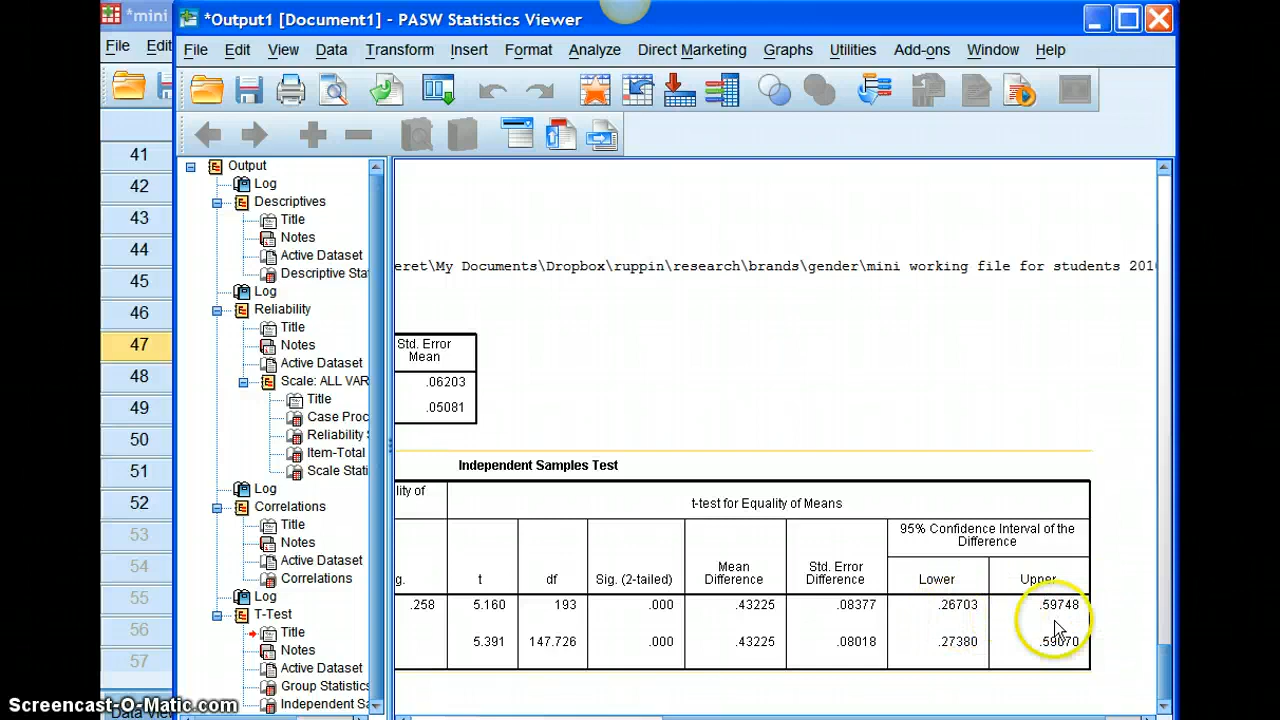 *mini
*Output1 [Document1] - PASW Statistics Viewer
File Edit
File Edit View Data Transform Insert Format Analyze Direct Marketing Graphs Utilities Add-ons Window Help
41
42
43
44
45
46
47
48
49
50
51
52
53
54
55
56
57
Output
Log
Descriptives
Title
Notes
Active Dataset
Descriptive Sta
Log
Reliability
Title
Notes
Active Dataset
Scale: ALL VAR
Title
Case Proc
Reliability S
Item-Total
Scale Stati
Log
Correlations
Title
Notes
Active Dataset
Correlations
Log
T-Test
Title
Notes
Active Dataset
Group Statistics
Independent Sa
eret\My Documents\Dropbox\ruppin\research\brands\gender\mini working file for students 201
Std. Error
Mean
.06203
.05081
Independent Samples Test
lity of
t-test for Equality of Means
95% Confidence Interval of the
Difference
g. t df Sig. (2-tailed) Mean Difference Std. Error Difference Lower Upper
.258 5.160 193 .000 .43225 .08377 .26703 .59748
5.391 147.726 .000 .43225 .08018 .27380 .59070
Screencast-O-Matic.com
Data View